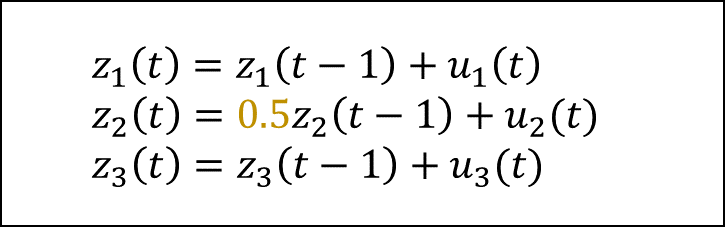 z₁(t) = z₁(t − 1) + u₁(t)
z₂(t) = 0.5z₂(t − 1) + u₂(t)
z₃(t) = z₃(t − 1) + u₃(t)